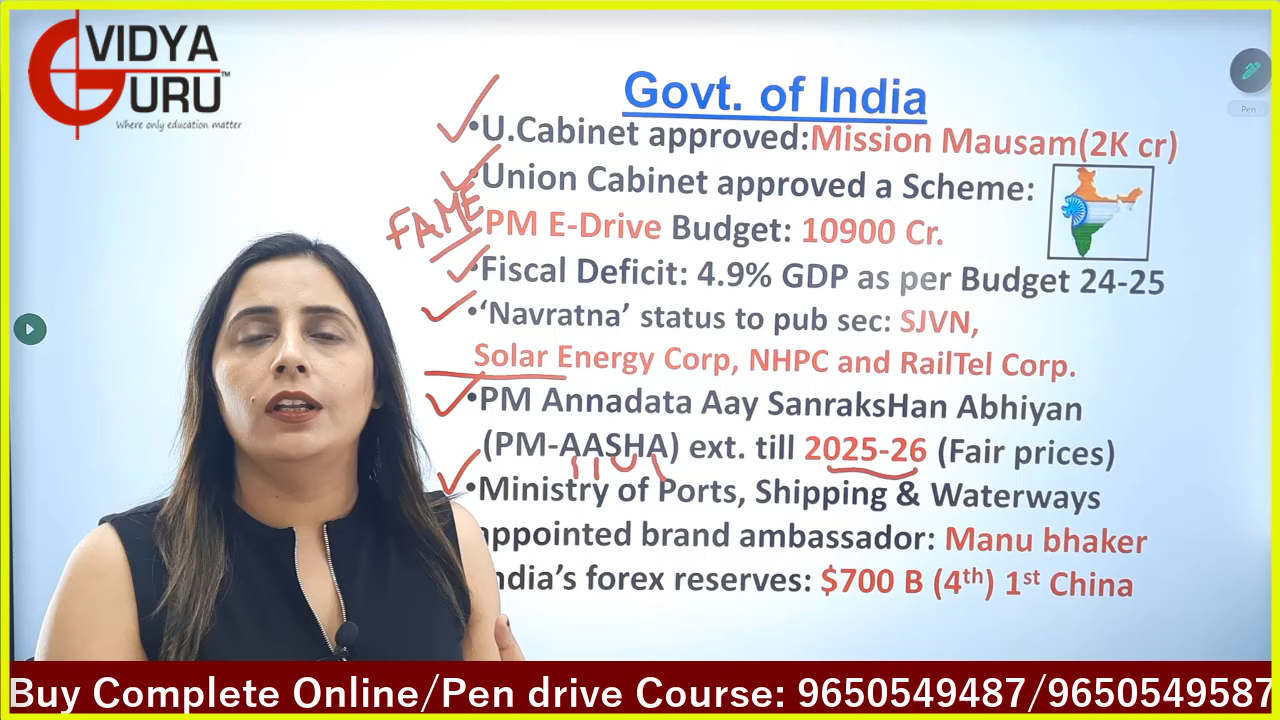 VIDYA
GURU™
Where only education matter
Pen
Govt. of India
•U.Cabinet approved:Mission Mausam(2K cr)
•Union Cabinet approved a Scheme:
FAME
PM E-Drive Budget: 10900 Cr.
•Fiscal Deficit: 4.9% GDP as per Budget 24-25
•‘Navratna’ status to pub sec: SJVN,
Solar Energy Corp, NHPC and RailTel Corp.
•PM Annadata Aay SanraksHan Abhiyan
(PM-AASHA) ext. till 2025-26 (Fair prices)
•Ministry of Ports, Shipping & Waterways
appointed brand ambassador: Manu bhaker
ndia’s forex reserves: $700 B (4th) 1st China
Buy Complete Online/Pen drive Course: 9650549487/9650549587